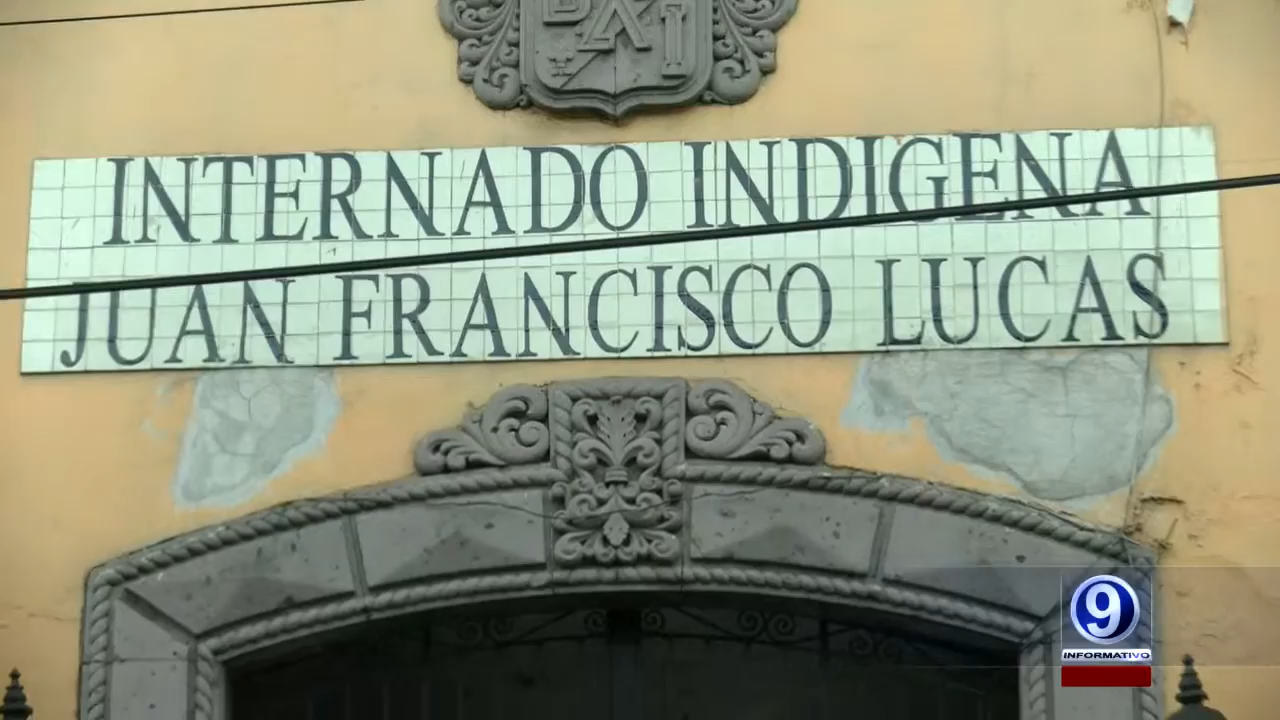 INTERNADO INDIGENA
JUAN FRANCISCO LUCAS
9
INFORMATIVO